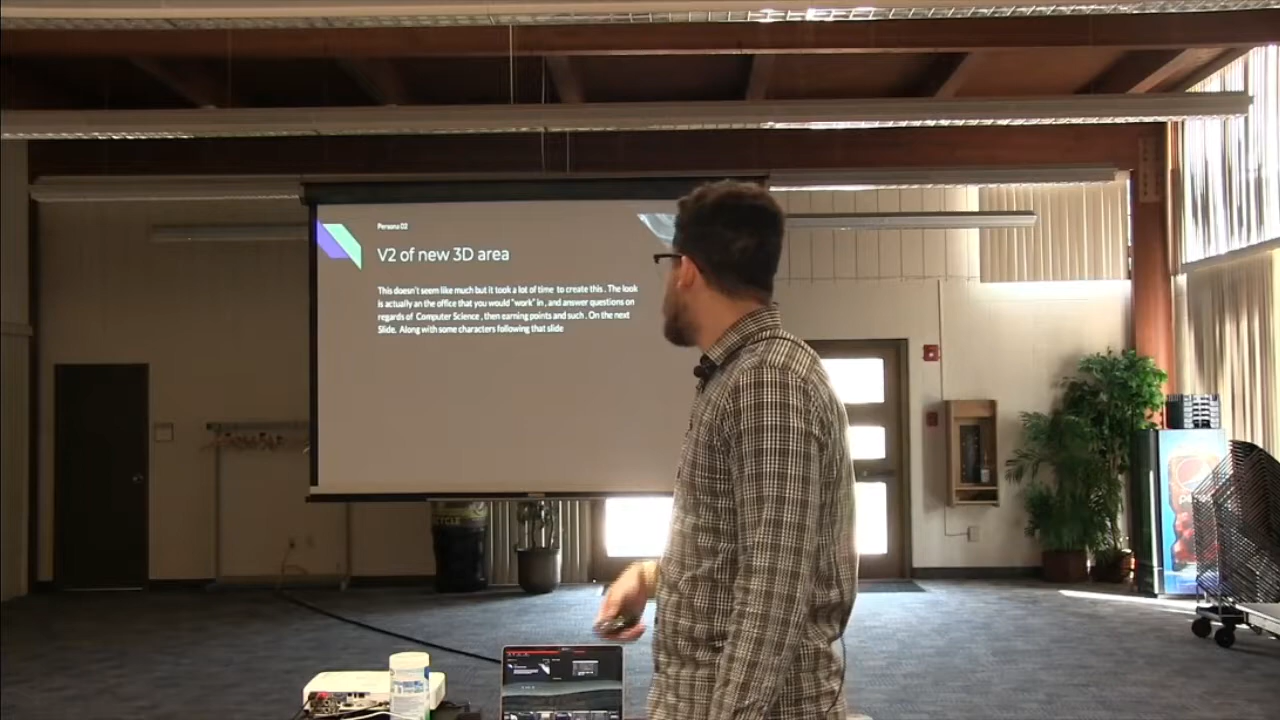 Persona 02
V2 of new 3D area
This doesn't seem like much but it took a lot of time to create this . The look
is actually an the office that you would "work" in , and answer questions on
regards of Computer Science , then earning points and such . On the next
Slide. Along with some characters following that slide
CYCLE
pepsi